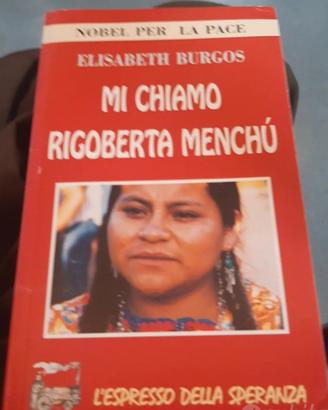 NOBEL PER LA PACE
ELISABETH BURGOS
MI CHIAMO
RIGOBERTA MENCHÚ
L'ESPRESSO DELLA SPERANZA